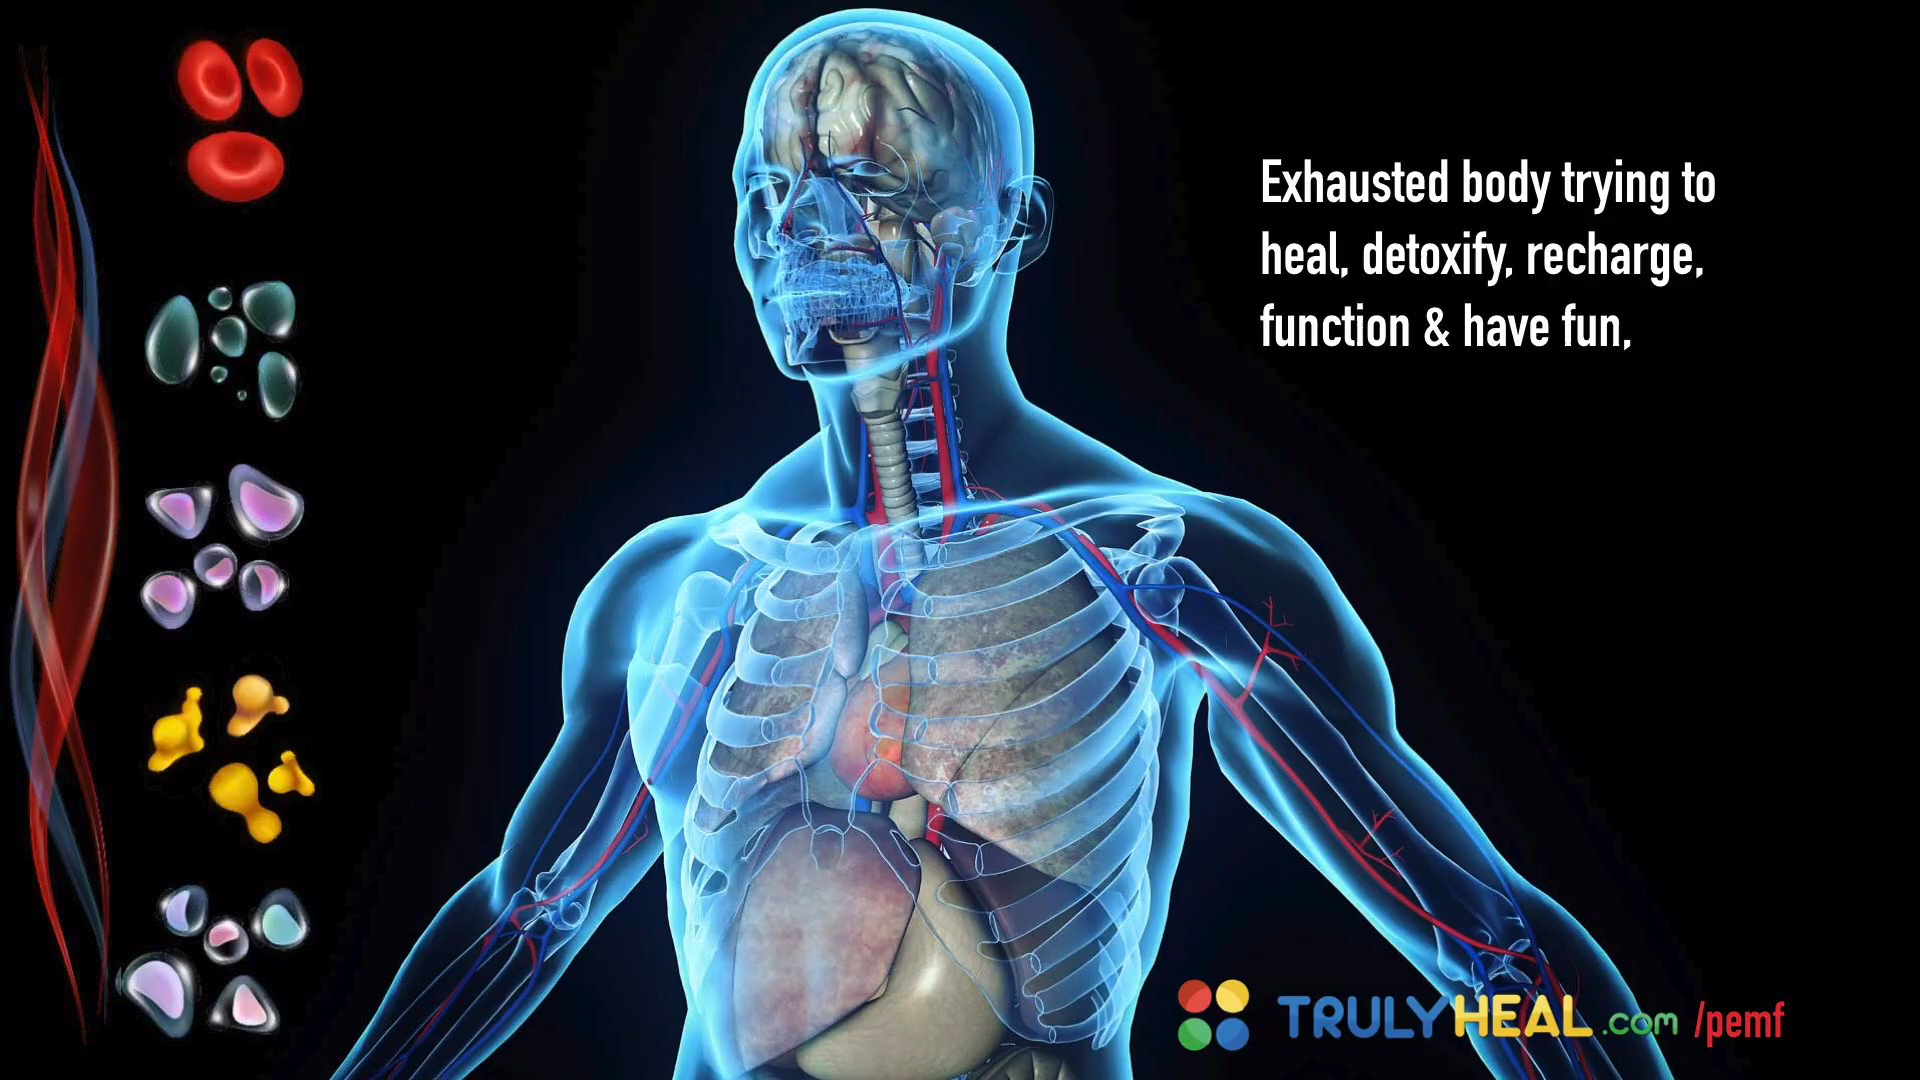 Exhausted body trying to
heal, detoxify, recharge,
function & have fun,
TRULYHEAL.com /pemf